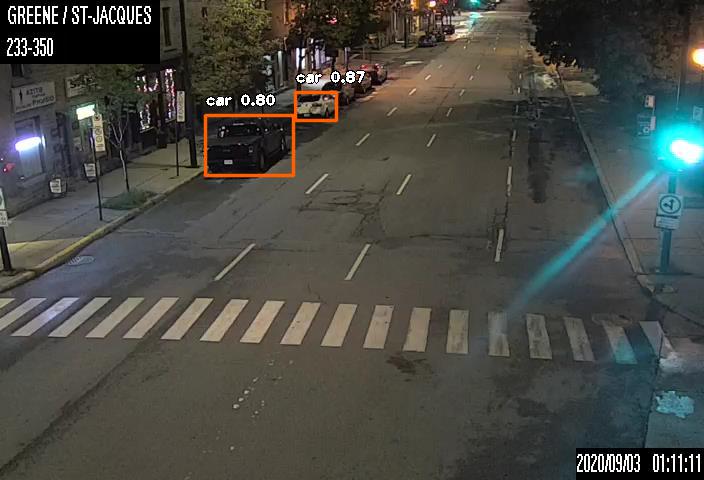 GREENE / ST-JACQUES
233-350
car 0.87
car 0.80
2020/09/03 01:11:11